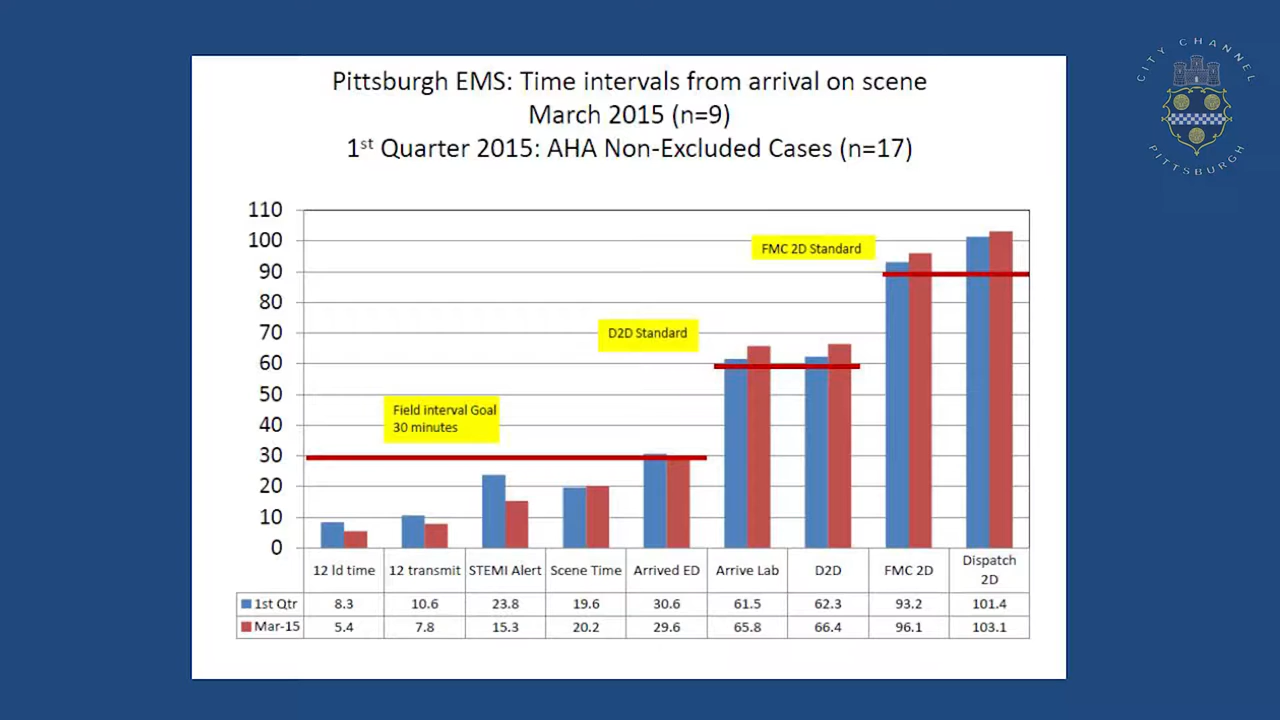 Pittsburgh EMS: Time intervals from arrival on scene
March 2015 (n=9)
1st Quarter 2015: AHA Non-Excluded Cases (n=17)
CITY CHANNEL
PITTSBURGH
110
100
90
80
70
60
50
40
30
20
10
0
FMC 2D Standard
D2D Standard
Field interval Goal
30 minutes
12 ld time 12 transmit STEMI Alert Scene Time Arrived ED Arrive Lab D2D FMC 2D Dispatch
2D
1st Qtr 8.3 10.6 23.8 19.6 30.6 61.5 62.3 93.2 101.4
Mar-15 5.4 7.8 15.3 20.2 29.6 65.8 66.4 96.1 103.1